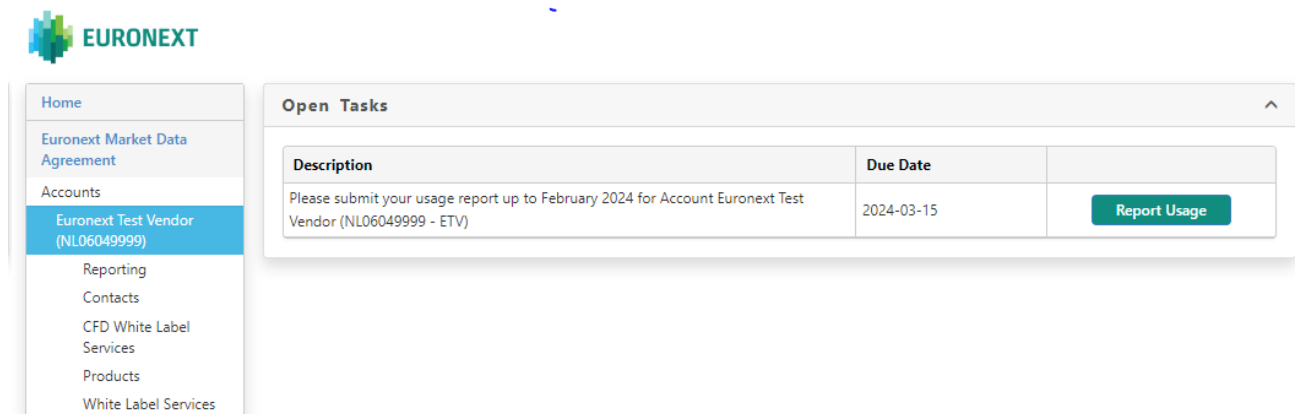 EURONEXT
Home
Euronext Market Data
Agreement
Accounts
Euronext Test Vendor
(NL06049999)
Reporting
Contacts
CFD White Label
Services
Products
White Label Services
Open Tasks
Description
Due Date
Please submit your usage report up to February 2024 for Account Euronext Test
Vendor (NL06049999 - ETV)
2024-03-15
Report Usage